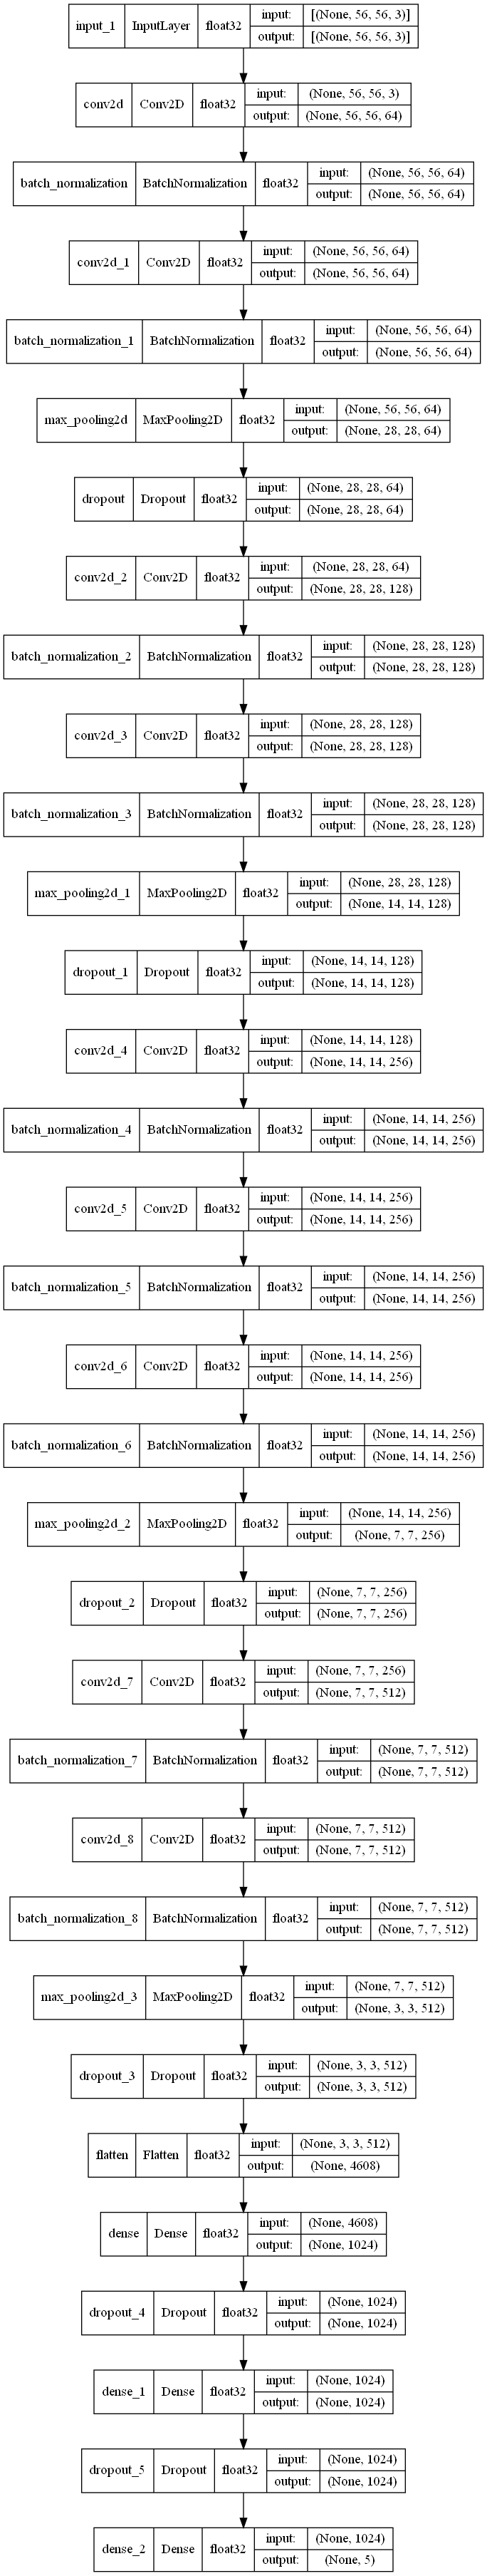 input_1 InputLayer float32 input: [(None, 56, 56, 3)]
output: [(None, 56, 56, 3)]
conv2d Conv2D float32 input: (None, 56, 56, 3)
output: (None, 56, 56, 64)
batch_normalization BatchNormalization float32 input: (None, 56, 56, 64)
output: (None, 56, 56, 64)
conv2d_1 Conv2D float32 input: (None, 56, 56, 64)
output: (None, 56, 56, 64)
batch_normalization_1 BatchNormalization float32 input: (None, 56, 56, 64)
output: (None, 56, 56, 64)
max_pooling2d MaxPooling2D float32 input: (None, 56, 56, 64)
output: (None, 28, 28, 64)
dropout Dropout float32 input: (None, 28, 28, 64)
output: (None, 28, 28, 64)
conv2d_2 Conv2D float32 input: (None, 28, 28, 64)
output: (None, 28, 28, 128)
batch_normalization_2 BatchNormalization float32 input: (None, 28, 28, 128)
output: (None, 28, 28, 128)
conv2d_3 Conv2D float32 input: (None, 28, 28, 128)
output: (None, 28, 28, 128)
batch_normalization_3 BatchNormalization float32 input: (None, 28, 28, 128)
output: (None, 28, 28, 128)
max_pooling2d_1 MaxPooling2D float32 input: (None, 28, 28, 128)
output: (None, 14, 14, 128)
dropout_1 Dropout float32 input: (None, 14, 14, 128)
output: (None, 14, 14, 128)
conv2d_4 Conv2D float32 input: (None, 14, 14, 128)
output: (None, 14, 14, 256)
batch_normalization_4 BatchNormalization float32 input: (None, 14, 14, 256)
output: (None, 14, 14, 256)
conv2d_5 Conv2D float32 input: (None, 14, 14, 256)
output: (None, 14, 14, 256)
batch_normalization_5 BatchNormalization float32 input: (None, 14, 14, 256)
output: (None, 14, 14, 256)
conv2d_6 Conv2D float32 input: (None, 14, 14, 256)
output: (None, 14, 14, 256)
batch_normalization_6 BatchNormalization float32 input: (None, 14, 14, 256)
output: (None, 14, 14, 256)
max_pooling2d_2 MaxPooling2D float32 input: (None, 14, 14, 256)
output: (None, 7, 7, 256)
dropout_2 Dropout float32 input: (None, 7, 7, 256)
output: (None, 7, 7, 256)
conv2d_7 Conv2D float32 input: (None, 7, 7, 256)
output: (None, 7, 7, 512)
batch_normalization_7 BatchNormalization float32 input: (None, 7, 7, 512)
output: (None, 7, 7, 512)
conv2d_8 Conv2D float32 input: (None, 7, 7, 512)
output: (None, 7, 7, 512)
batch_normalization_8 BatchNormalization float32 input: (None, 7, 7, 512)
output: (None, 7, 7, 512)
max_pooling2d_3 MaxPooling2D float32 input: (None, 7, 7, 512)
output: (None, 3, 3, 512)
dropout_3 Dropout float32 input: (None, 3, 3, 512)
output: (None, 3, 3, 512)
flatten Flatten float32 input: (None, 3, 3, 512)
output: (None, 4608)
dense Dense float32 input: (None, 4608)
output: (None, 1024)
dropout_4 Dropout float32 input: (None, 1024)
output: (None, 1024)
dense_1 Dense float32 input: (None, 1024)
output: (None, 1024)
dropout_5 Dropout float32 input: (None, 1024)
output: (None, 1024)
dense_2 Dense float32 input: (None, 1024)
output: (None, 5)